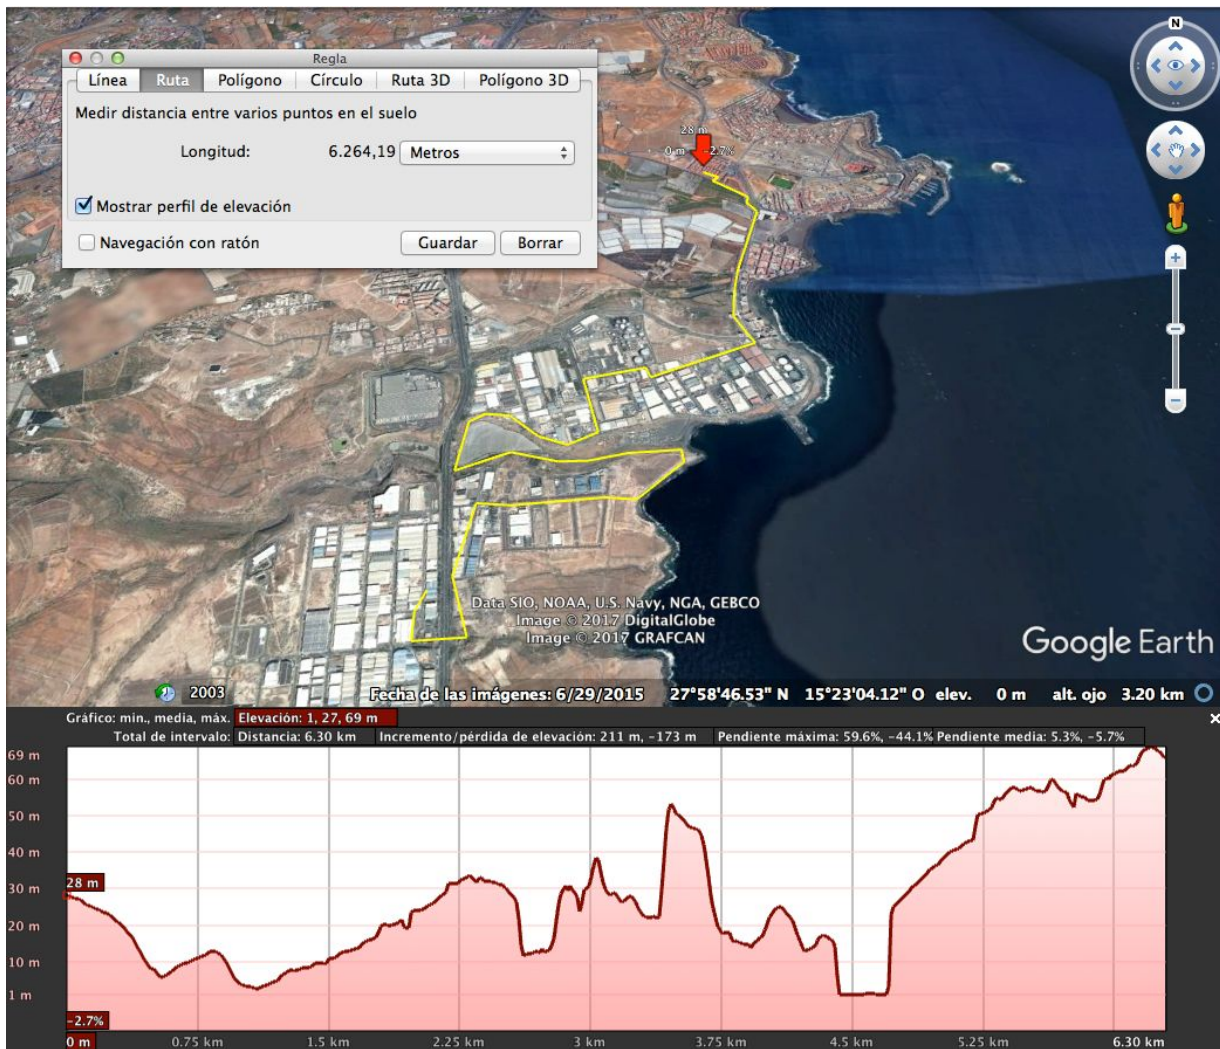 Regla
Línea Ruta Polígono Círculo Ruta 3D Polígono 3D
Medir distancia entre varios puntos en el suelo
Longitud: 6.264,19 Metros
Mostrar perfil de elevación
Navegación con ratón Guardar Borrar
N
28 m
0 m -2.7%
Data SIO, NOAA, U.S. Navy, NGA, GEBCO
Image © 2017 DigitalGlobe
Image © 2017 GRAFCAN
Google Earth
2003 Fecha de las imágenes: 6/29/2015 27°58'46.53" N 15°23'04.12" O elev. 0 m alt. ojo 3.20 km
Gráfico: min., media, máx. Elevación: 1, 27, 69 m
Total de intervalo: Distancia: 6.30 km Incremento/pérdida de elevación: 211 m, -173 m Pendiente máxima: 59.6%, -44.1% Pendiente media: 5.3%, -5.7%
69 m
60 m
50 m
40 m
30 m
28 m
20 m
10 m
1 m
-2.7%
0 m 0.75 km 1.5 km 2.25 km 3 km 3.75 km 4.5 km 5.25 km 6.30 km